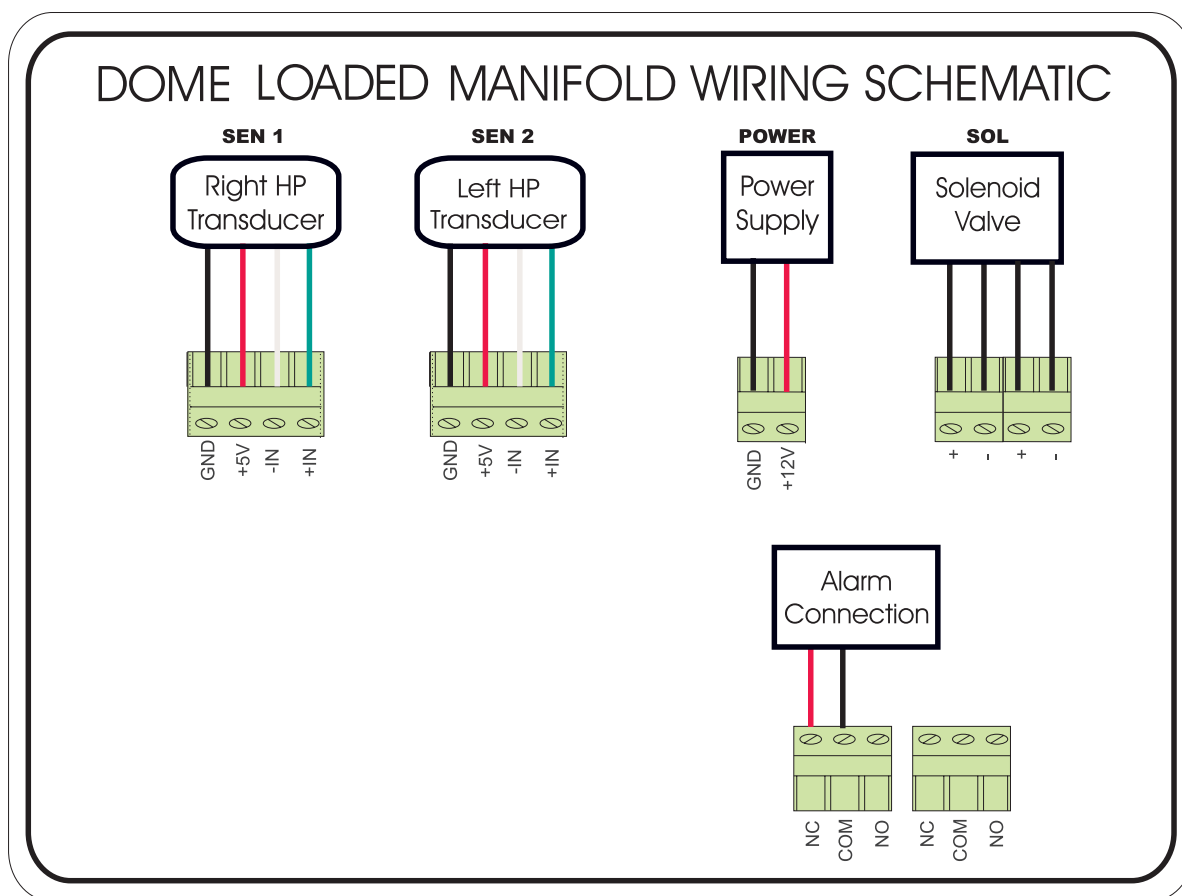 DOME LOADED MANIFOLD WIRING SCHEMATIC
SEN 1
Right HP
Transducer
GND
+5V
-IN
+IN
SEN 2
Left HP
Transducer
GND
+5V
-IN
+IN
POWER
Power
Supply
GND
+12V
SOL
Solenoid
Valve
+
-
+
-
Alarm
Connection
NC
COM
NO
NC
COM
NO